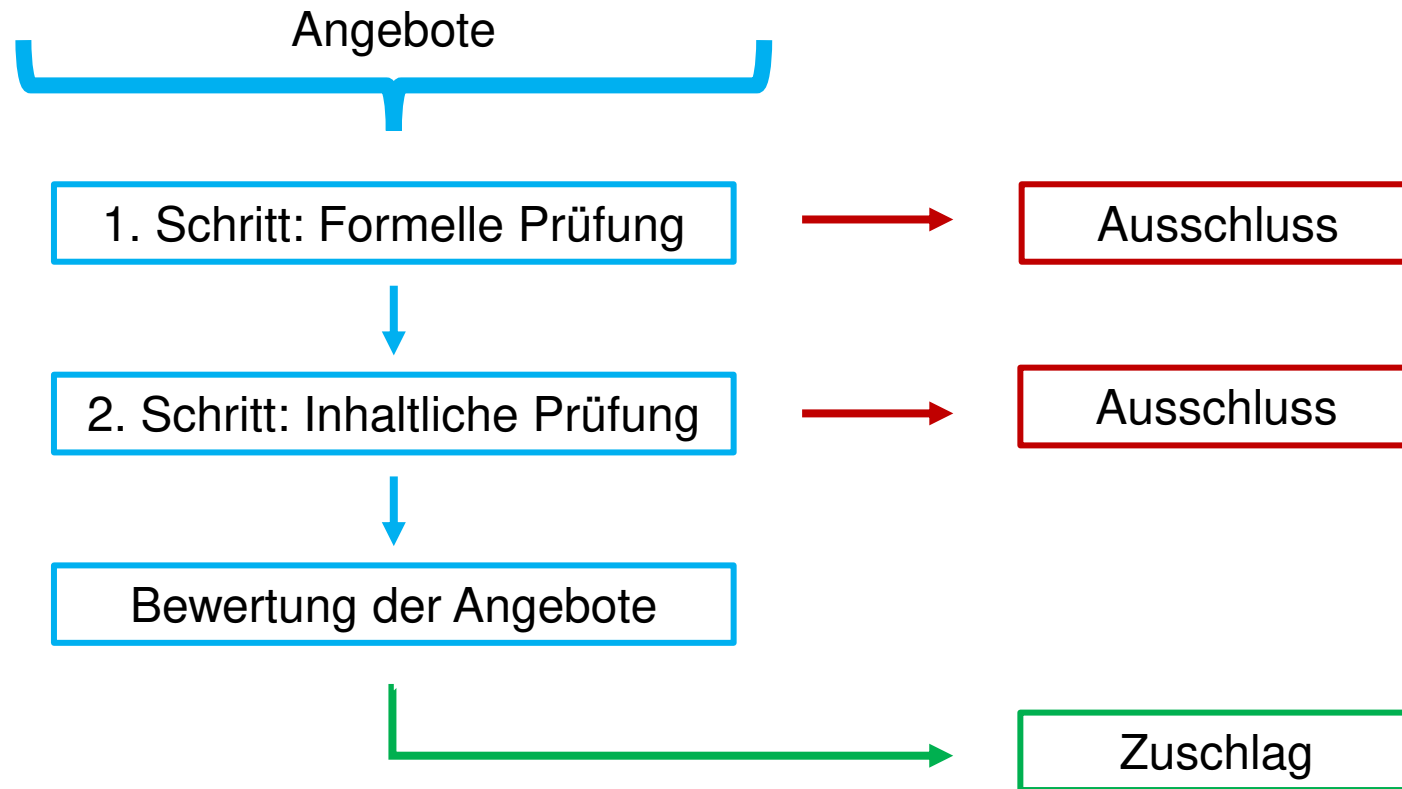 Angebote
1. Schritt: Formelle Prüfung
Ausschluss
2. Schritt: Inhaltliche Prüfung
Ausschluss
Bewertung der Angebote
Zuschlag